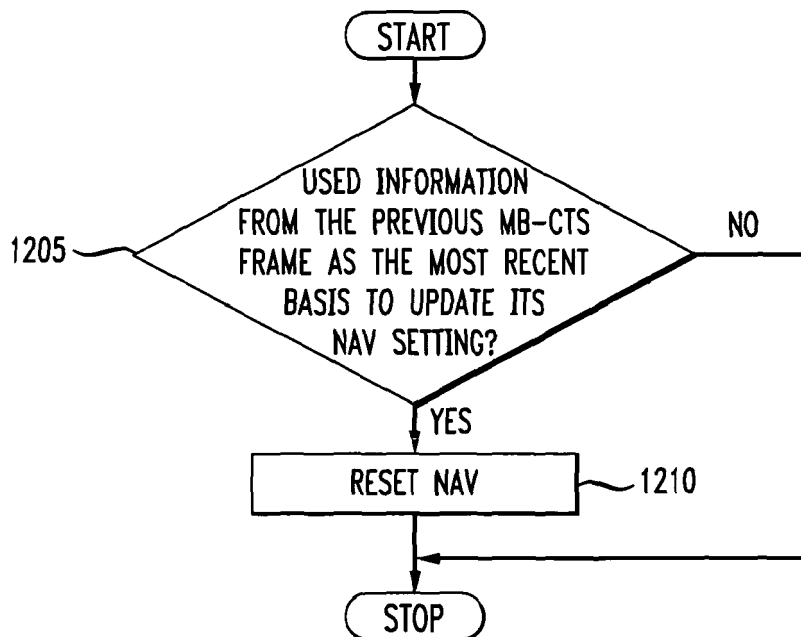 START
USED INFORMATION
FROM THE PREVIOUS MB-CTS
FRAME AS THE MOST RECENT
BASIS TO UPDATE ITS
NAV SETTING?
1205
NO
YES
RESET NAV
1210
STOP